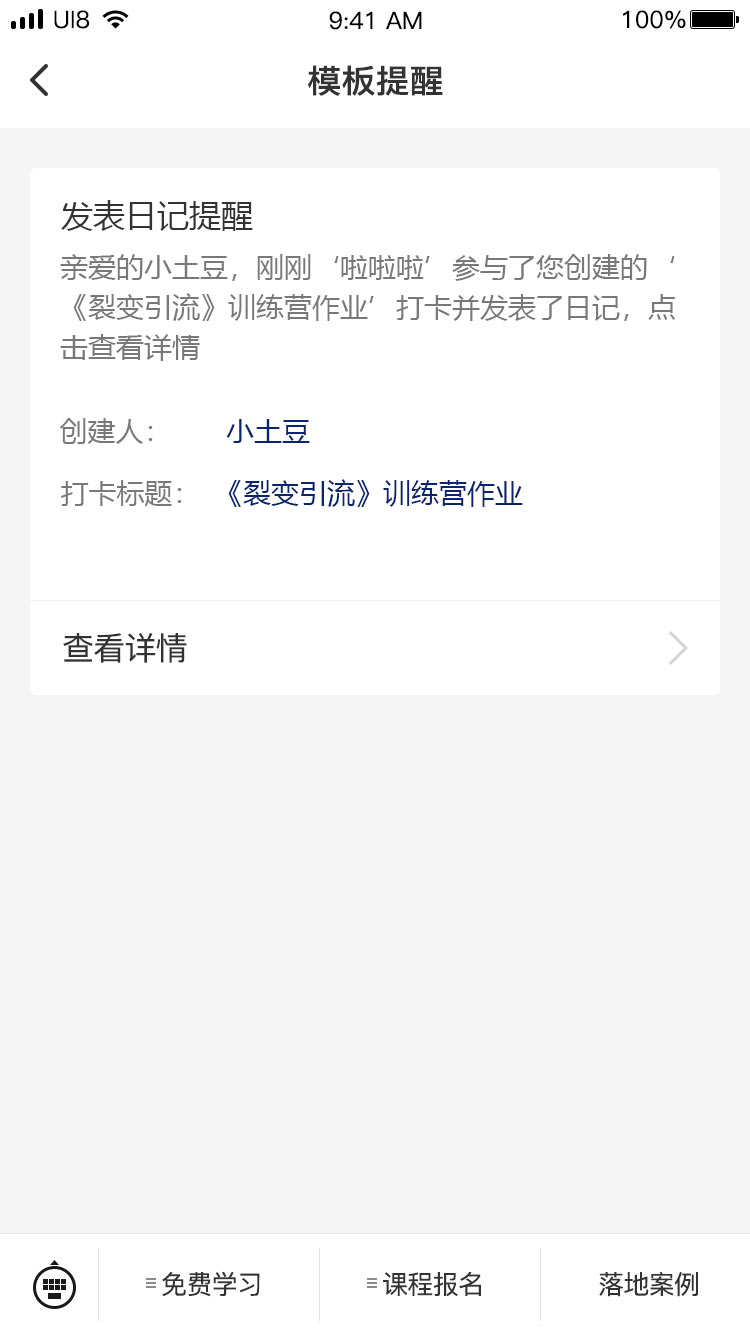 UI8
9:41 AM
100%
模板提醒
发表日记提醒
亲爱的小土豆，刚刚‘啦啦啦’参与了您创建的‘
《裂变引流》训练营作业’打卡并发表了日记，点
击查看详情
创建人：小土豆
打卡标题：《裂变引流》训练营作业
查看详情
免费学习
课程报名
落地案例